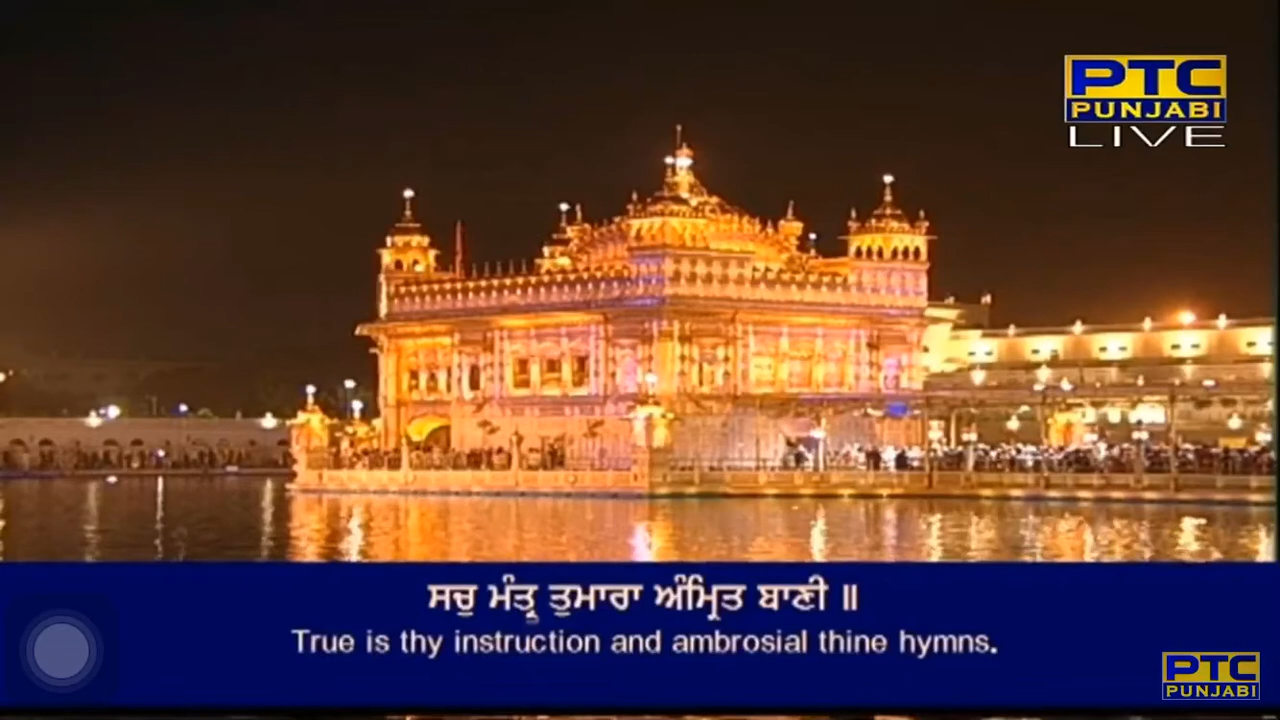 PTC
PUNJABI
LIVE
ਸਚੁ ਮੰਤ੍ਰੁ ਤੁਮਾਰਾ ਅੰਮ੍ਰਿਤ ਬਾਣੀ ॥
True is thy instruction and ambrosial thine hymns.
PTC
PUNJABI